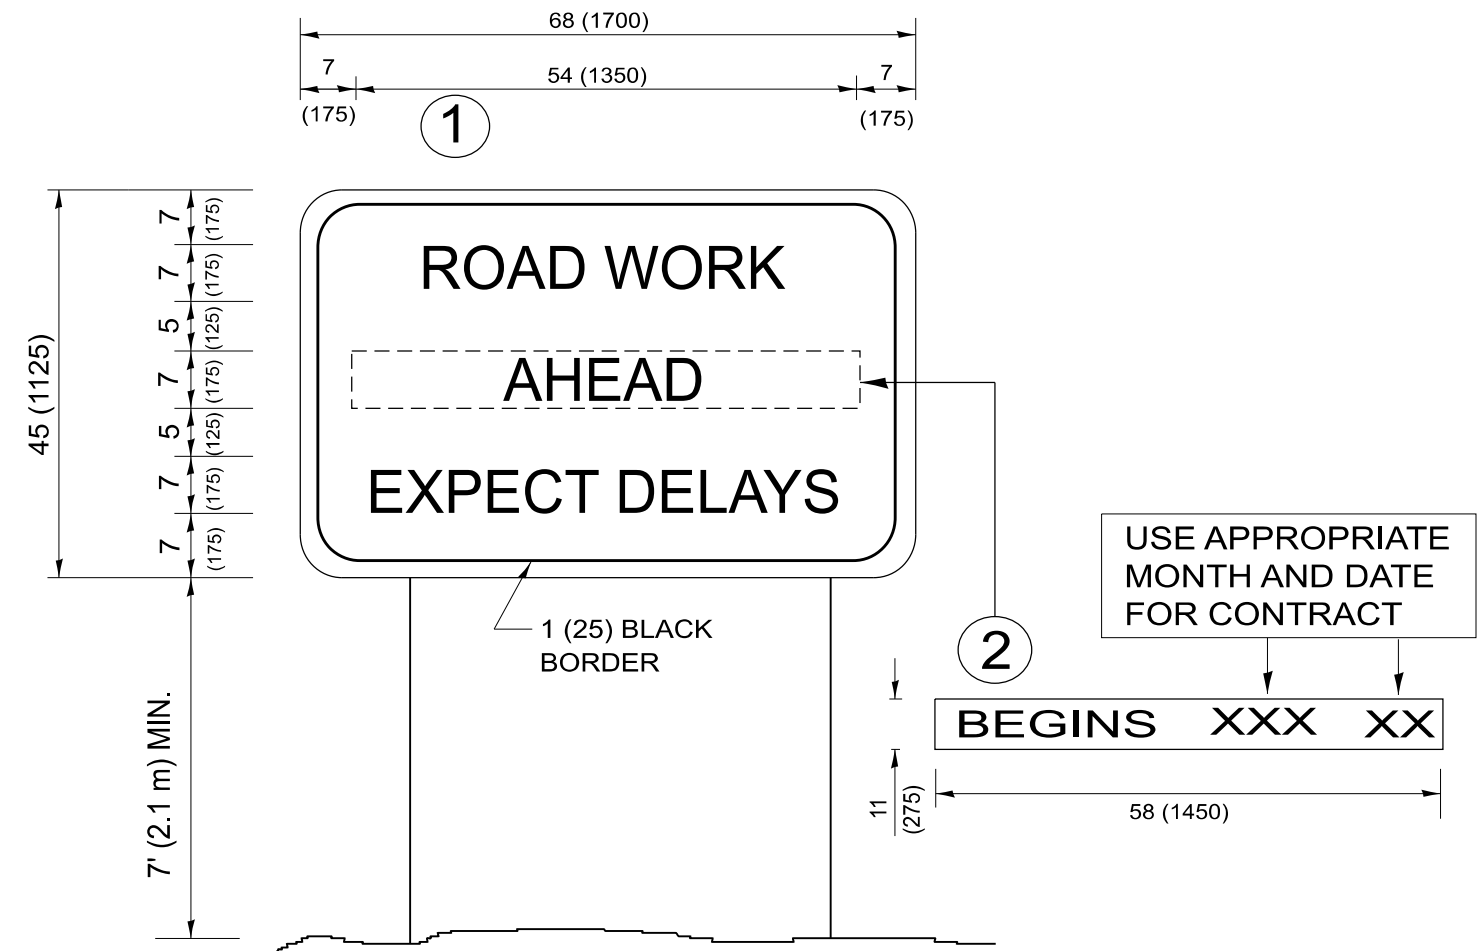 68 (1700)
7
54 (1350)
7
(175)
(175)
1
7
(175)
7
(175)
5
(125)
7
(175)
5
(125)
7
(175)
7
(175)
45 (1125)
ROAD WORK
AHEAD
EXPECT DELAYS
1 (25) BLACK
BORDER
7' (2.1 m) MIN.
USE APPROPRIATE
MONTH AND DATE
FOR CONTRACT
2
BEGINS XXX XX
11
(275)
58 (1450)